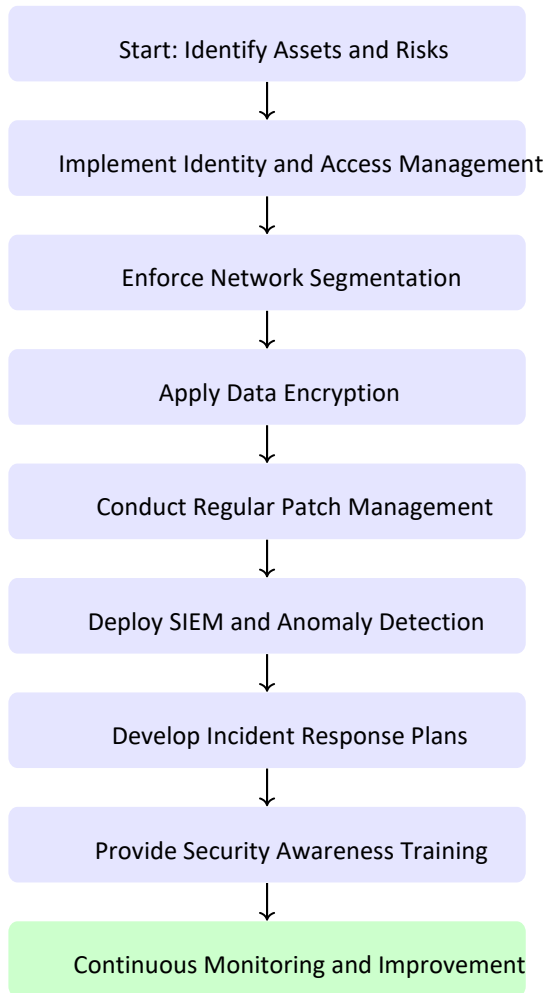 Start: Identify Assets and Risks
Implement Identity and Access Management
Enforce Network Segmentation
Apply Data Encryption
Conduct Regular Patch Management
Deploy SIEM and Anomaly Detection
Develop Incident Response Plans
Provide Security Awareness Training
Continuous Monitoring and Improvement